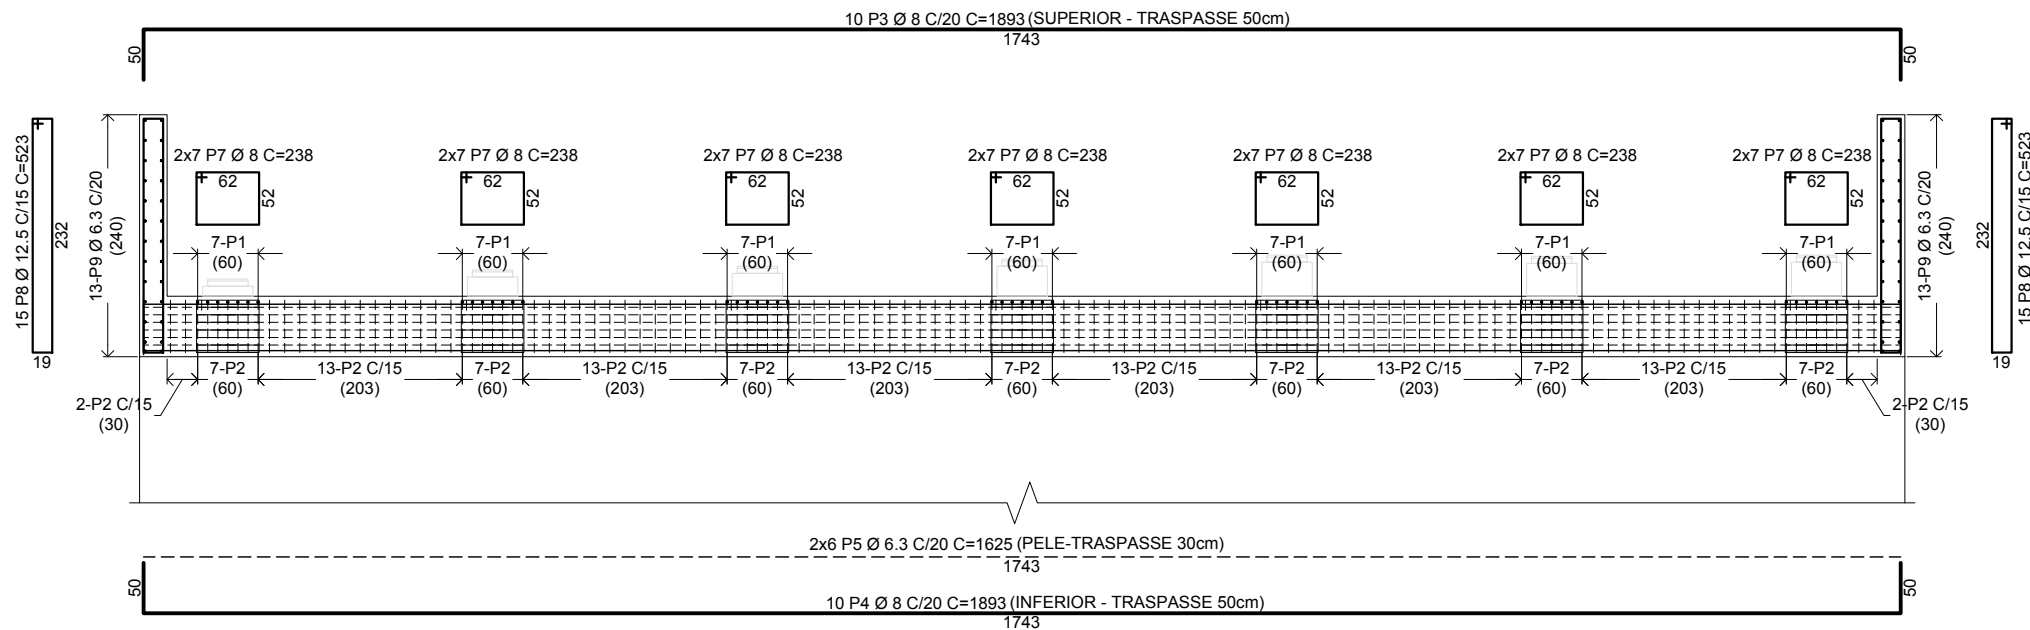 10 P3 Ø 8 C/20 C=1893 (SUPERIOR - TRASPASSE 50cm)
1743
50
50
15 P8 Ø 12.5 C/15 C=523
232
19
13-P9 Ø 6.3 C/20
(240)
2x7 P7 Ø 8 C=238
2x7 P7 Ø 8 C=238
2x7 P7 Ø 8 C=238
2x7 P7 Ø 8 C=238
2x7 P7 Ø 8 C=238
2x7 P7 Ø 8 C=238
2x7 P7 Ø 8 C=238
62
52
62
52
62
52
62
52
62
52
62
52
62
52
7-P1
(60)
7-P1
(60)
7-P1
(60)
7-P1
(60)
7-P1
(60)
7-P1
(60)
7-P1
(60)
13-P9 Ø 6.3 C/20
(240)
232
19
15 P8 Ø 12.5 C/15 C=523
2-P2 C/15
(30)
7-P2
(60)
13-P2 C/15
(203)
7-P2
(60)
13-P2 C/15
(203)
7-P2
(60)
13-P2 C/15
(203)
7-P2
(60)
13-P2 C/15
(203)
7-P2
(60)
13-P2 C/15
(203)
7-P2
(60)
13-P2 C/15
(203)
7-P2
(60)
2-P2 C/15
(30)
2x6 P5 Ø 6.3 C/20 C=1625 (PELE-TRASPASSE 30cm)
1743
50
50
10 P4 Ø 8 C/20 C=1893 (INFERIOR - TRASPASSE 50cm)
1743